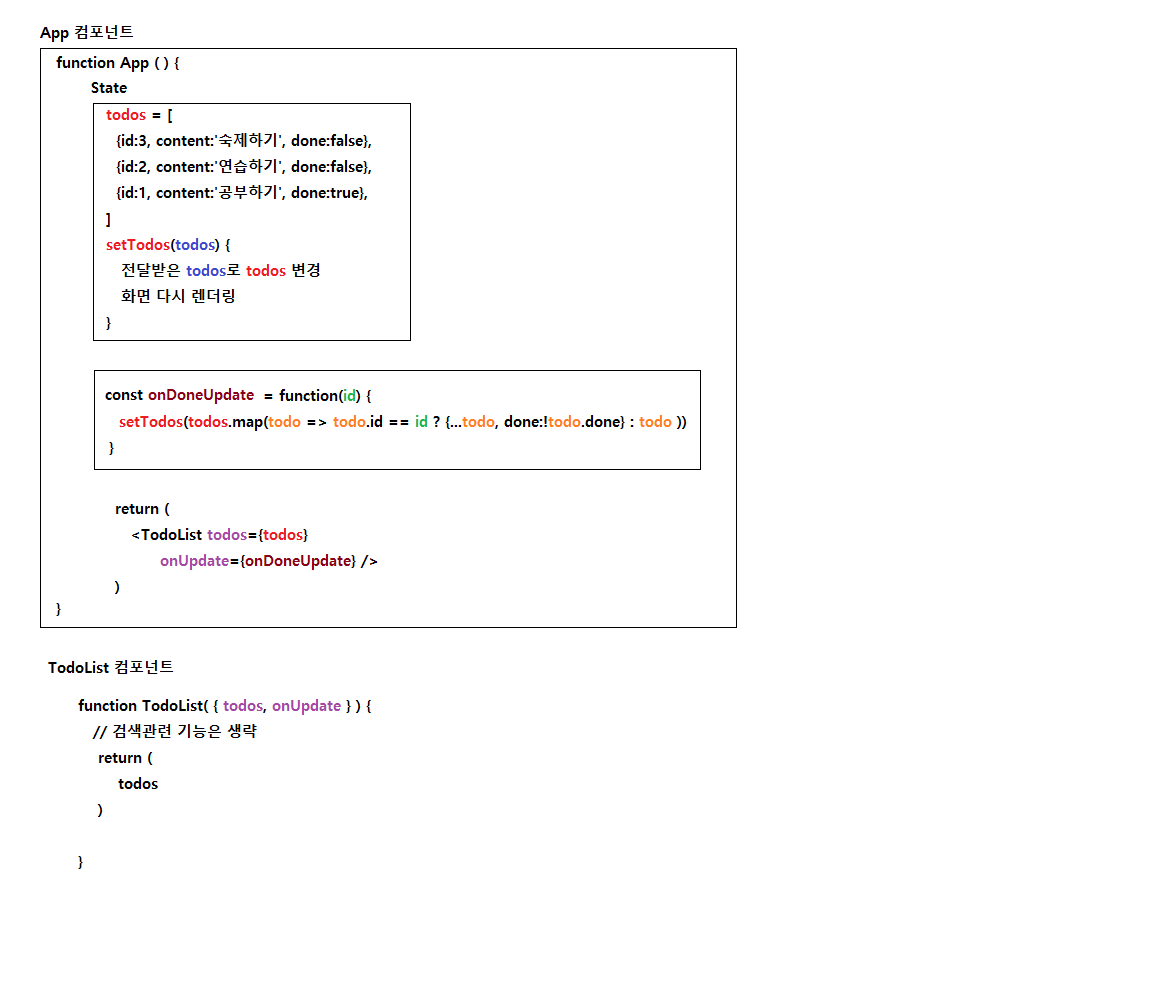 App 컴포넌트
function App ( ) {
State
todos = [
{id:3, content:'숙제하기', done:false},
{id:2, content:'연습하기', done:false},
{id:1, content:'공부하기', done:true},
]
setTodos(todos) {
전달받은 todos로 todos 변경
화면 다시 렌더링
}
const onDoneUpdate = function(id) {
setTodos(todos.map(todo => todo.id == id ? {...todo, done:!todo.done} : todo ))
}
return (
<TodoList todos={todos}
onUpdate={onDoneUpdate} />
)
}
TodoList 컴포넌트
function TodoList( { todos, onUpdate } ) {
// 검색관련 기능은 생략
return (
todos
)
}